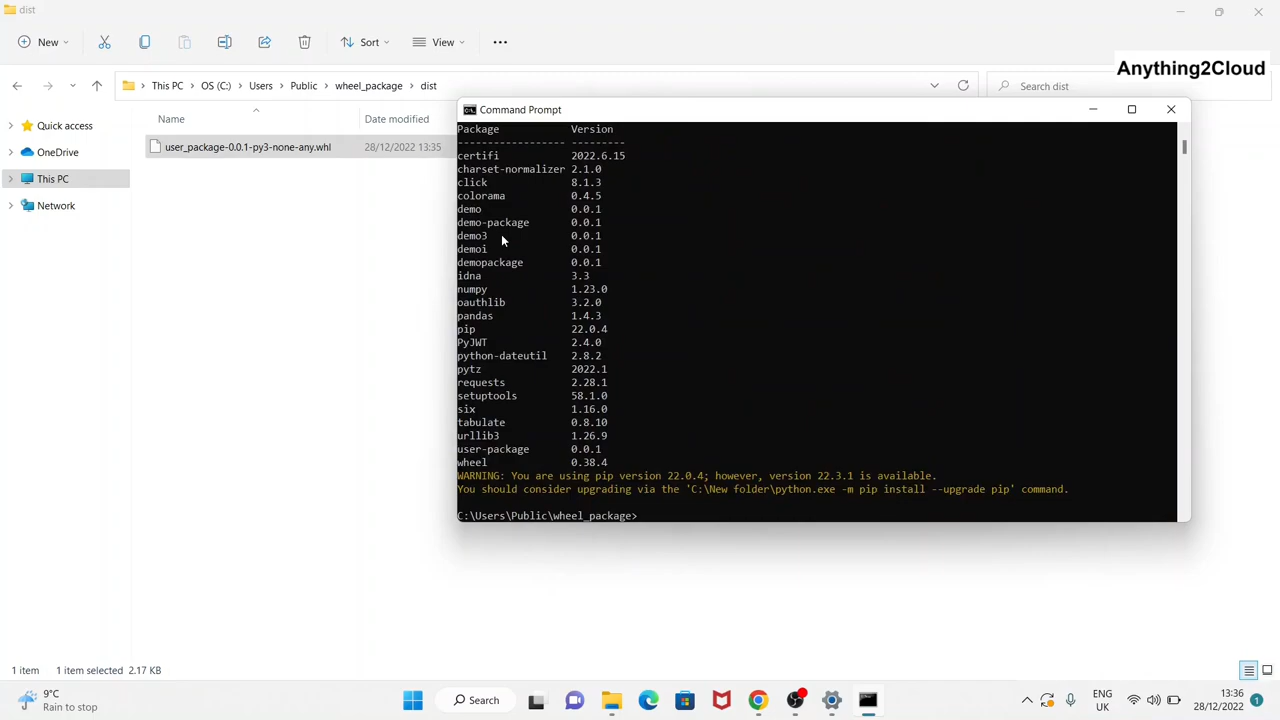 dist
New
Sort
View
Anything2Cloud
This PC
OS (C:)
Users
Public
wheel_package
dist
Search dist
Quick access
OneDrive
This PC
Network
Name
Date modified
user_package-0.0.1-py3-none-any.whl
28/12/2022 13:35
Command Prompt
Package Version
----------------- ---------
certifi 2022.6.15
charset-normalizer 2.1.0
click 8.1.3
colorama 0.4.5
demo 0.0.1
demo-package 0.0.1
demo3 0.0.1
demoi 0.0.1
demopackage 0.0.1
idna 3.3
numpy 1.23.0
oauthlib 3.2.0
pandas 1.4.3
pip 22.0.4
PyJWT 2.4.0
python-dateutil 2.8.2
pytz 2022.1
requests 2.28.1
setuptools 58.1.0
six 1.16.0
tabulate 0.8.10
urllib3 1.26.9
user-package 0.0.1
wheel 0.38.4
WARNING: You are using pip version 22.0.4; however, version 22.3.1 is available.
You should consider upgrading via the 'C:\New folder\python.exe -m pip install --upgrade pip' command.
C:\Users\Public\wheel_package>
1 item
1 item selected 2.17 KB
9°C
Rain to stop
Search
ENG
UK
13:36
28/12/2022
1